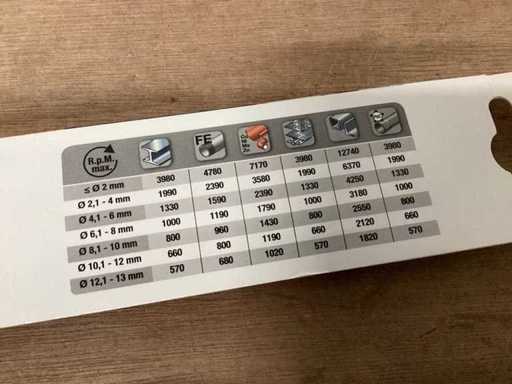 R.p.M. max. FE Cu
≤ Ø 2 mm 3980 4780 7170 3980 12740 3980
Ø 2,1 - 4 mm 1990 2390 3580 1990 6370 1990
Ø 4,1 - 6 mm 1330 1590 2390 1330 4250 1330
Ø 6,1 - 8 mm 1000 1190 1790 1000 3180 1000
Ø 8,1 - 10 mm 800 960 1430 800 2550 800
Ø 10,1 - 12 mm 660 800 1190 660 2120 660
Ø 12,1 - 13 mm 570 680 1020 570 1820 570